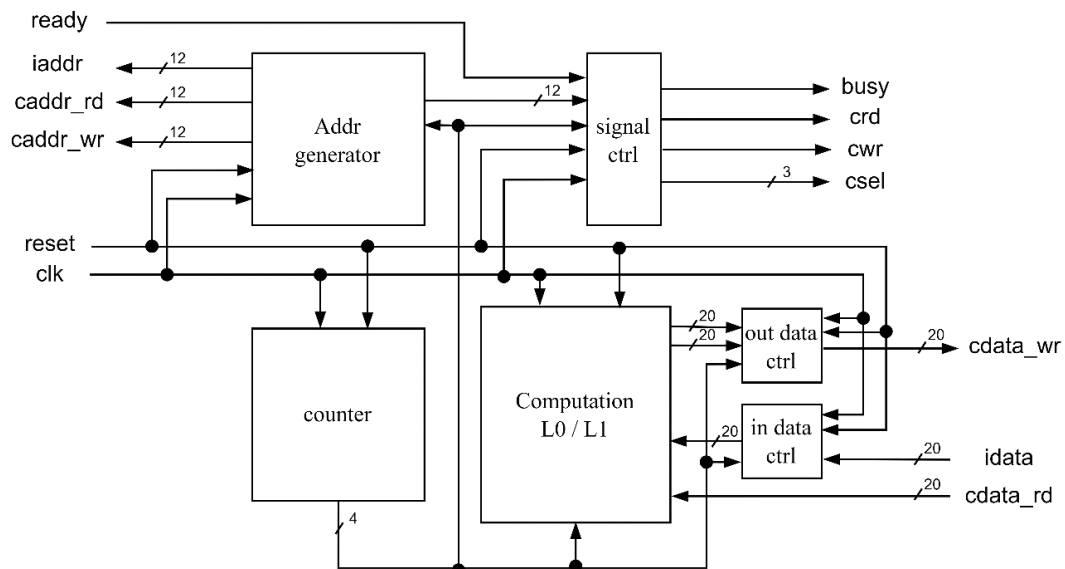 ready
iaddr
12
caddr_rd
12
caddr_wr
12
Addr
generator
12
signal
ctrl
busy
crd
cwr
3
csel
reset
clk
counter
4
Computation
L0 / L1
20
20
out data
ctrl
20
cdata_wr
20
in data
ctrl
20
idata
20
cdata_rd